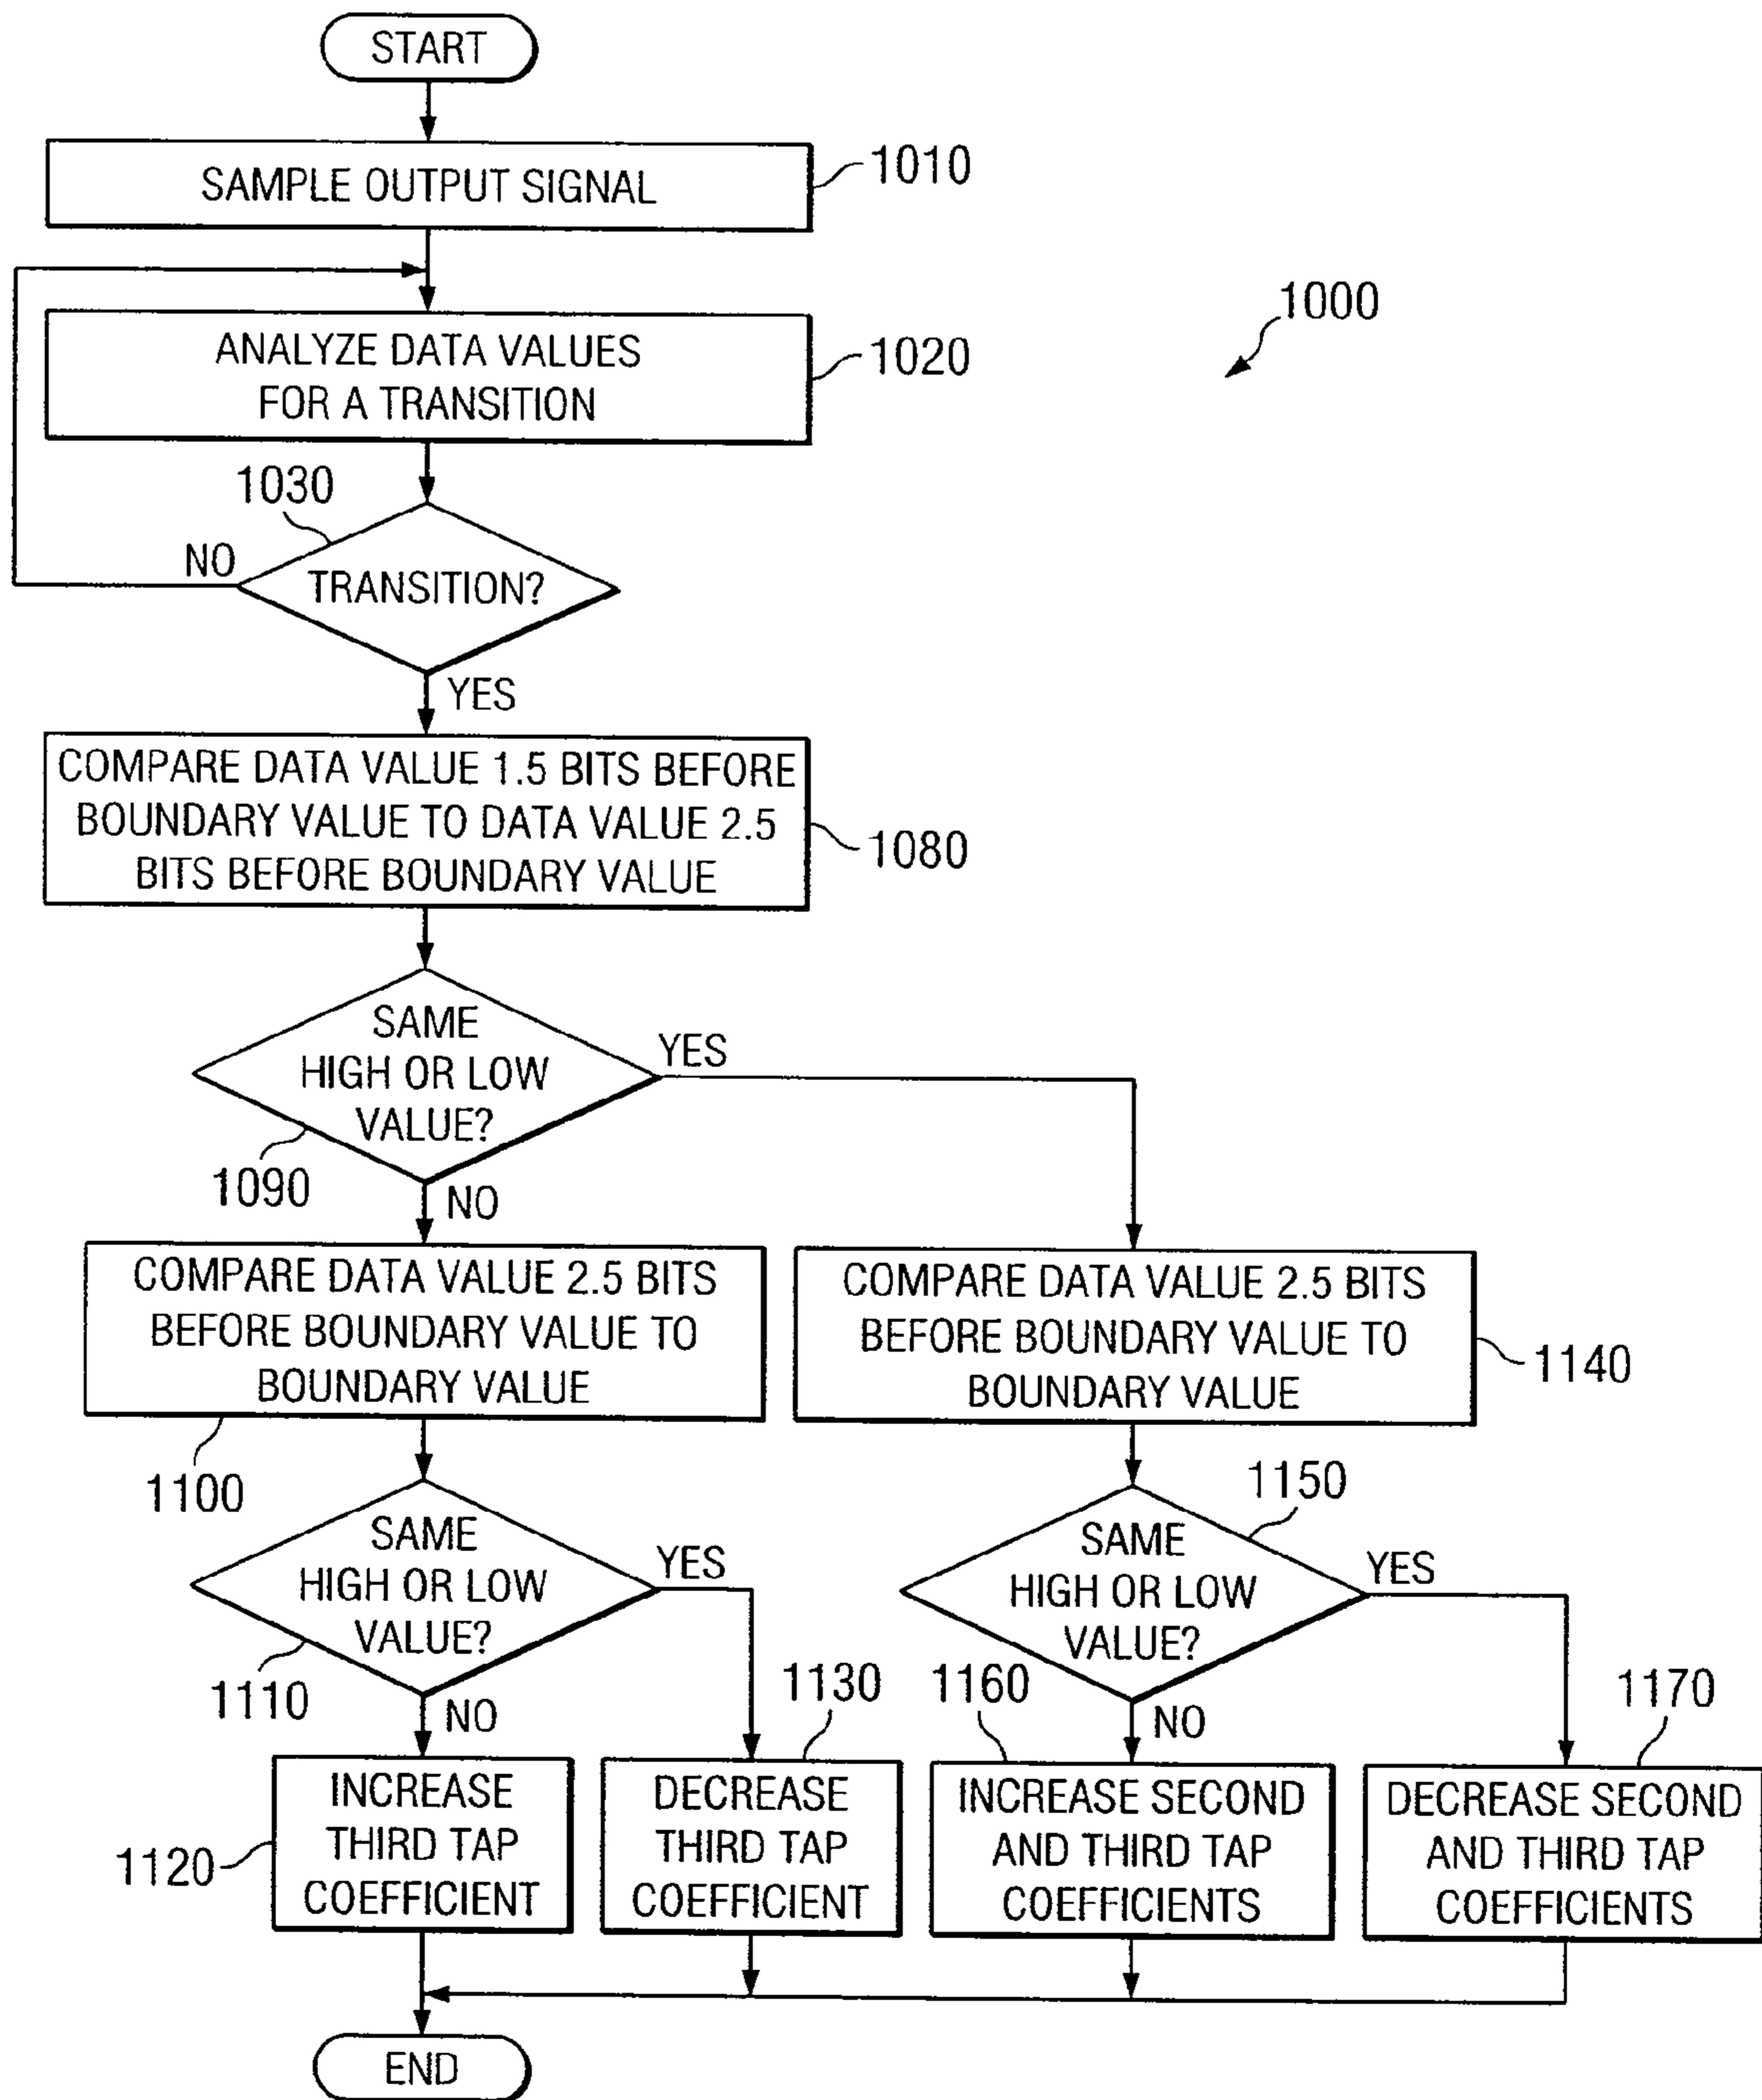 START
SAMPLE OUTPUT SIGNAL
1010
ANALYZE DATA VALUES
FOR A TRANSITION
1020
1000
1030
NO
TRANSITION?
YES
COMPARE DATA VALUE 1.5 BITS BEFORE
BOUNDARY VALUE TO DATA VALUE 2.5
BITS BEFORE BOUNDARY VALUE
1080
SAME
HIGH OR LOW
VALUE?
YES
1090
NO
COMPARE DATA VALUE 2.5 BITS
BEFORE BOUNDARY VALUE TO
BOUNDARY VALUE
1100
COMPARE DATA VALUE 2.5 BITS
BEFORE BOUNDARY VALUE TO
BOUNDARY VALUE
1140
SAME
HIGH OR LOW
VALUE?
YES
1110
NO
1150
SAME
HIGH OR LOW
VALUE?
YES
NO
1120
INCREASE
THIRD TAP
COEFFICIENT
1130
DECREASE
THIRD TAP
COEFFICIENT
1160
INCREASE SECOND
AND THIRD TAP
COEFFICIENTS
1170
DECREASE SECOND
AND THIRD TAP
COEFFICIENTS
END